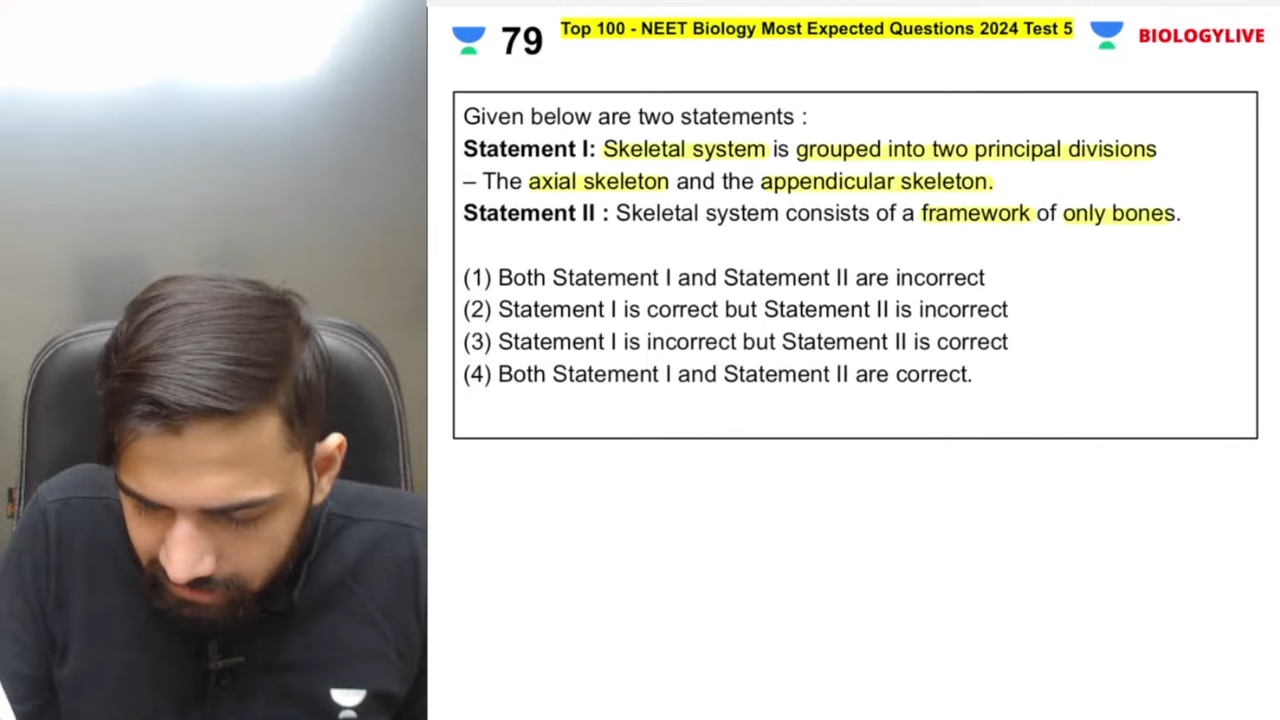 79
Top 100 - NEET Biology Most Expected Questions 2024 Test 5
BIOLOGYLIVE
Given below are two statements :
Statement I: Skeletal system is grouped into two principal divisions
– The axial skeleton and the appendicular skeleton.
Statement II : Skeletal system consists of a framework of only bones.
(1) Both Statement I and Statement II are incorrect
(2) Statement I is correct but Statement II is incorrect
(3) Statement I is incorrect but Statement II is correct
(4) Both Statement I and Statement II are correct.